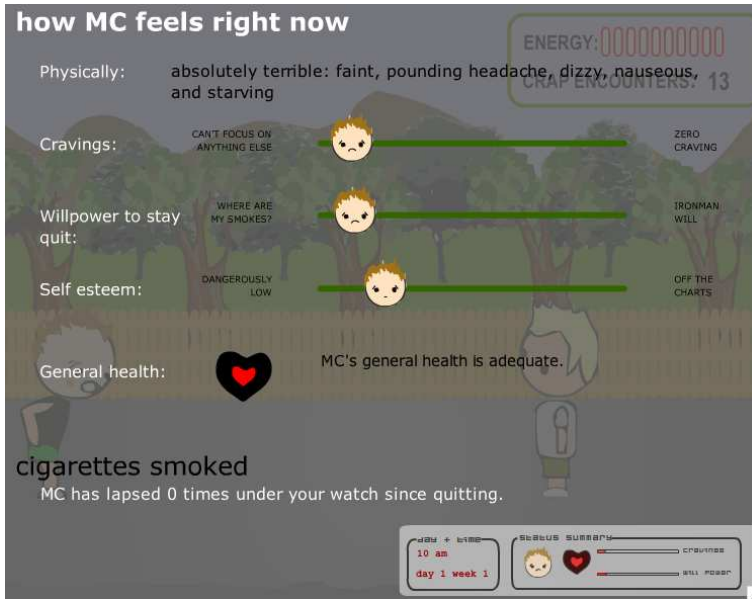 how MC feels right now
ENERGY:
Physically:
absolutely terrible: faint, pounding headache, dizzy, nauseous,
and starving
CRAP ENCOUNTERS: 13
Cravings:
CAN'T FOCUS ON
ANYTHING ELSE
ZERO
CRAVING
Willpower to stay
quit:
WHERE ARE
MY SMOKES?
IRONMAN
WILL
Self esteem:
DANGEROUSLY
LOW
OFF THE
CHARTS
General health:
MC's general health is adequate.
cigarettes smoked
MC has lapsed 0 times under your watch since quitting.
day + time
10 am
day 1 week 1
status summary
cravings
will power